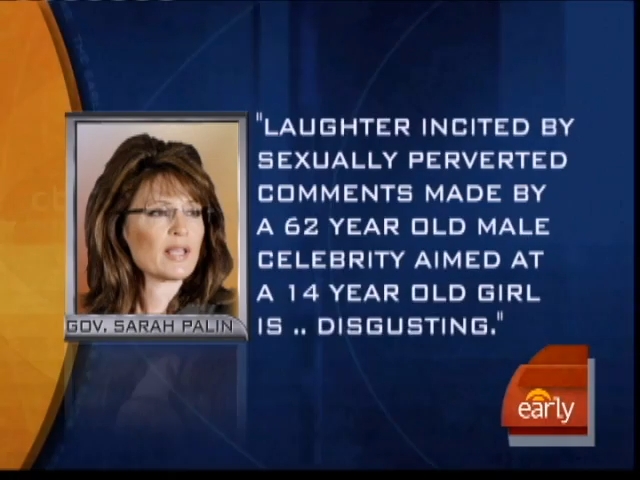 "LAUGHTER INCITED BY
SEXUALLY PERVERTED
COMMENTS MADE BY
A 62 YEAR OLD MALE
CELEBRITY AIMED AT
A 14 YEAR OLD GIRL
IS .. DISGUSTING."
GOV. SARAH PALIN
early